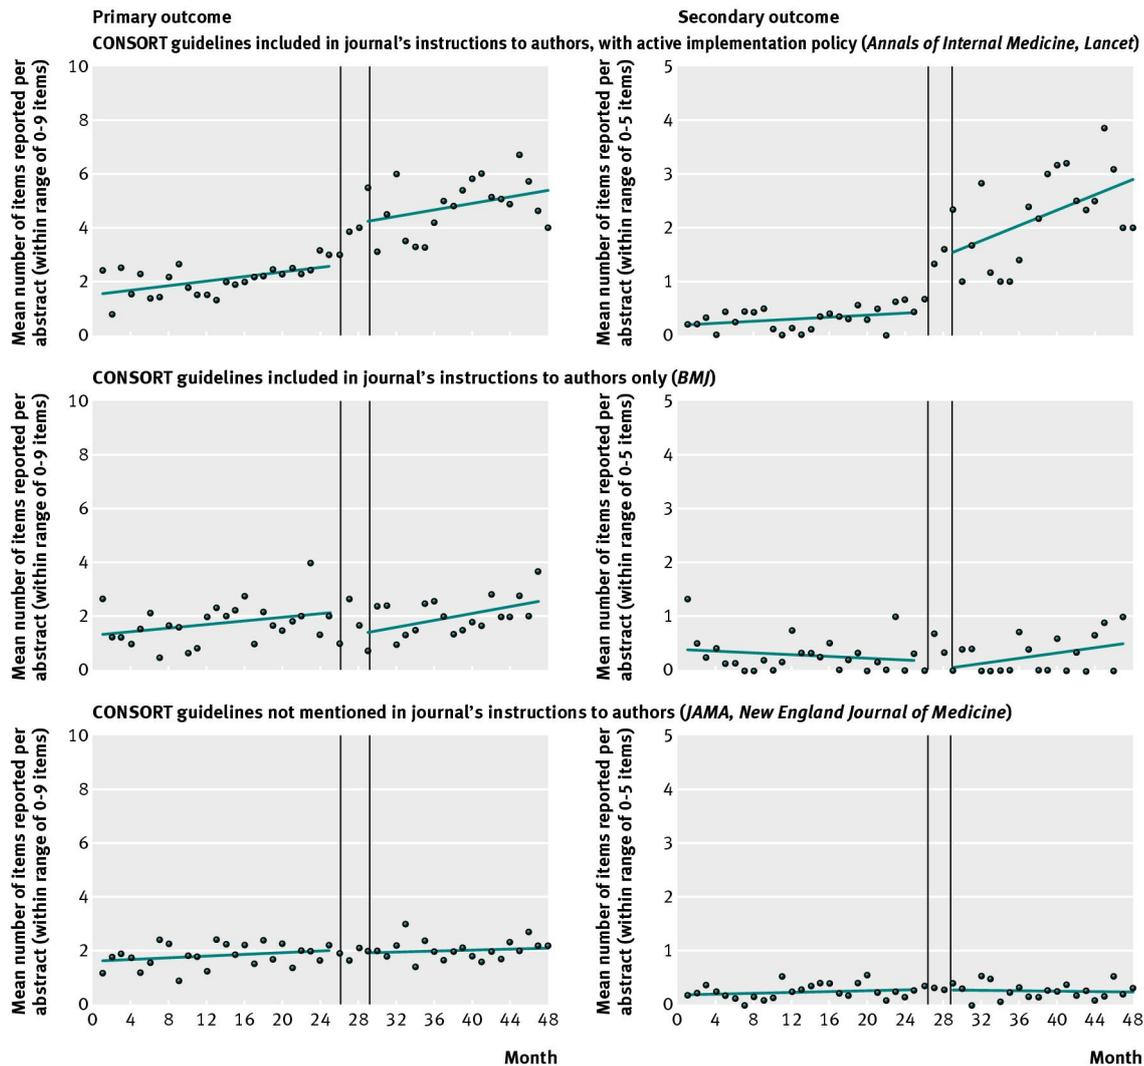 Primary outcome
Secondary outcome
CONSORT guidelines included in journal's instructions to authors, with active implementation policy (Annals of Internal Medicine, Lancet)
Mean number of items reported per
abstract (within range of 0-9 items)
10
8
6
4
2
0
Mean number of items reported per
abstract (within range of 0-5 items)
5
4
3
2
1
0
CONSORT guidelines included in journal's instructions to authors only (BMJ)
Mean number of items reported per
abstract (within range of 0-9 items)
10
8
6
4
2
0
Mean number of items reported per
abstract (within range of 0-5 items)
5
4
3
2
1
0
CONSORT guidelines not mentioned in journal's instructions to authors (JAMA, New England Journal of Medicine)
Mean number of items reported per
abstract (within range of 0-9 items)
10
8
6
4
2
0
0 4 8 12 16 20 24 28 32 36 40 44 48
Month
Mean number of items reported per
abstract (within range of 0-5 items)
5
4
3
2
1
0
0 4 8 12 16 20 24 28 32 36 40 44 48
Month